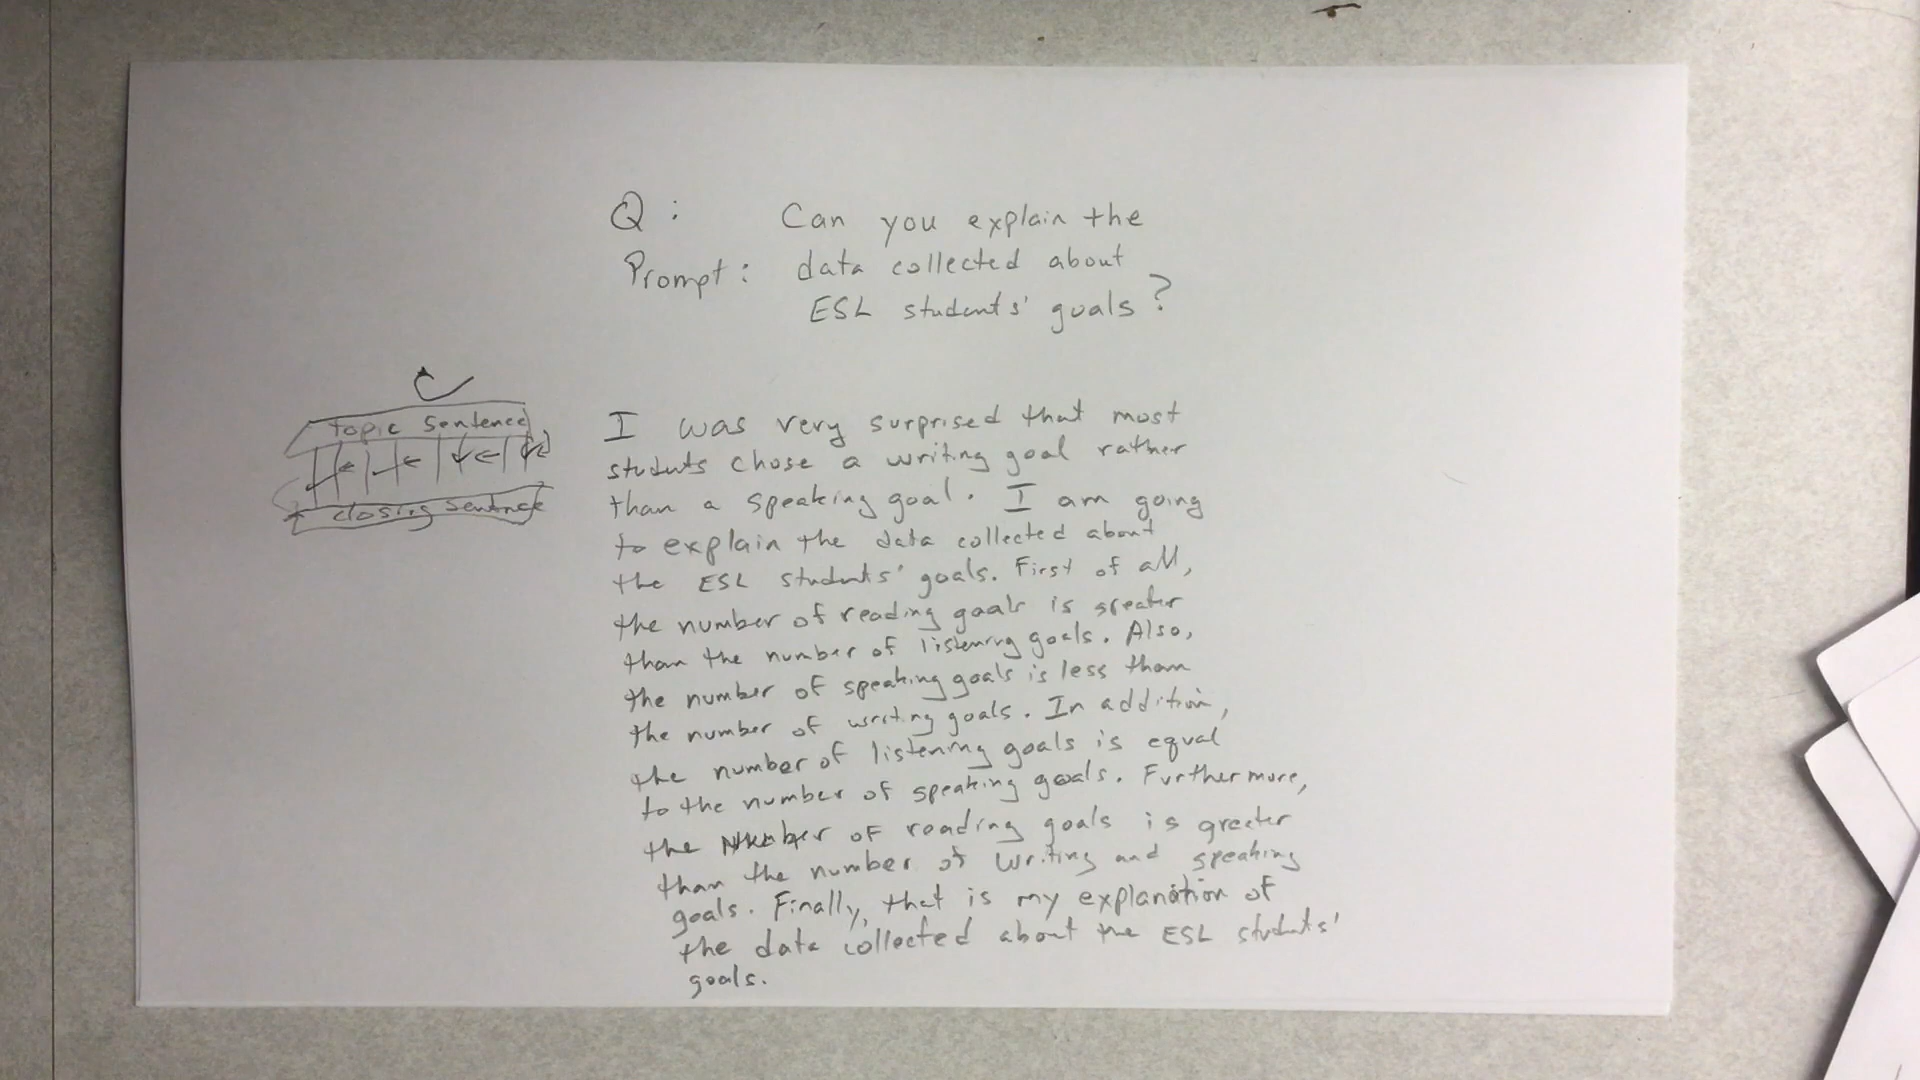 Q: Can you explain the
Prompt: data collected about
ESL students' goals?
topic sentence
closing sentence
I was very surprised that most
students chose a writing goal rather
than a speaking goal. I am going
to explain the data collected about
the ESL students' goals. First of all,
the number of reading goals is greater
than the number of listening goals. Also,
the number of speaking goals is less than
the number of writing goals. In addition,
the number of listening goals is equal
to the number of speaking goals. Furthermore,
the number of reading goals is greater
than the number of writing and speaking
goals. Finally, that is my explanation of
the data collected about the ESL students'
goals.